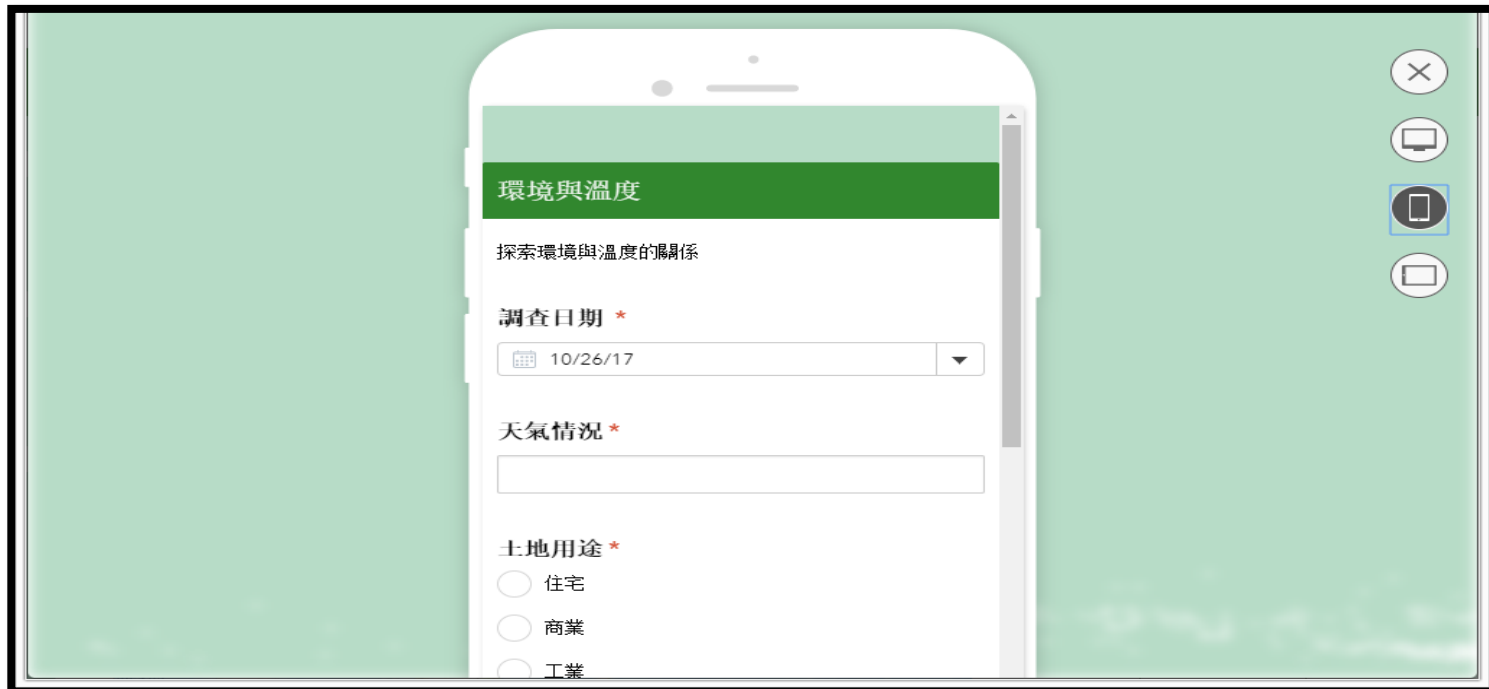 環境與溫度
探索環境與溫度的關係
調查日期 *
10/26/17
天氣情況 *
土地用途 *
住宅
商業
工業